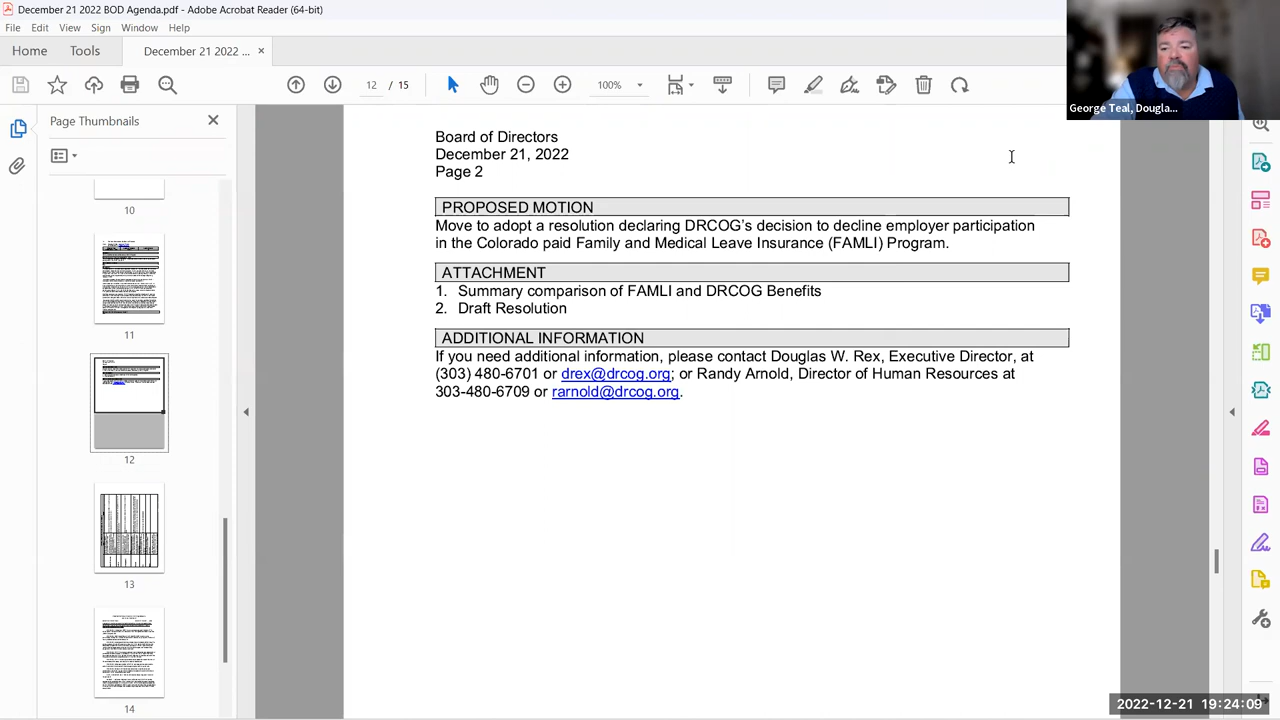 December 21 2022 BOD Agenda.pdf - Adobe Acrobat Reader (64-bit)
File Edit View Sign Window Help
Home Tools December 21 2022 ... ×
12 / 15 100%
George Teal, Dougla...
Page Thumbnails
10
11
12
13
14
Board of Directors
December 21, 2022
Page 2
PROPOSED MOTION
Move to adopt a resolution declaring DRCOG's decision to decline employer participation
in the Colorado paid Family and Medical Leave Insurance (FAMLI) Program.
ATTACHMENT
1. Summary comparison of FAMLI and DRCOG Benefits
2. Draft Resolution
ADDITIONAL INFORMATION
If you need additional information, please contact Douglas W. Rex, Executive Director, at
(303) 480-6701 or drex@drcog.org; or Randy Arnold, Director of Human Resources at
303-480-6709 or rarnold@drcog.org.
2022-12-21 19:24:09